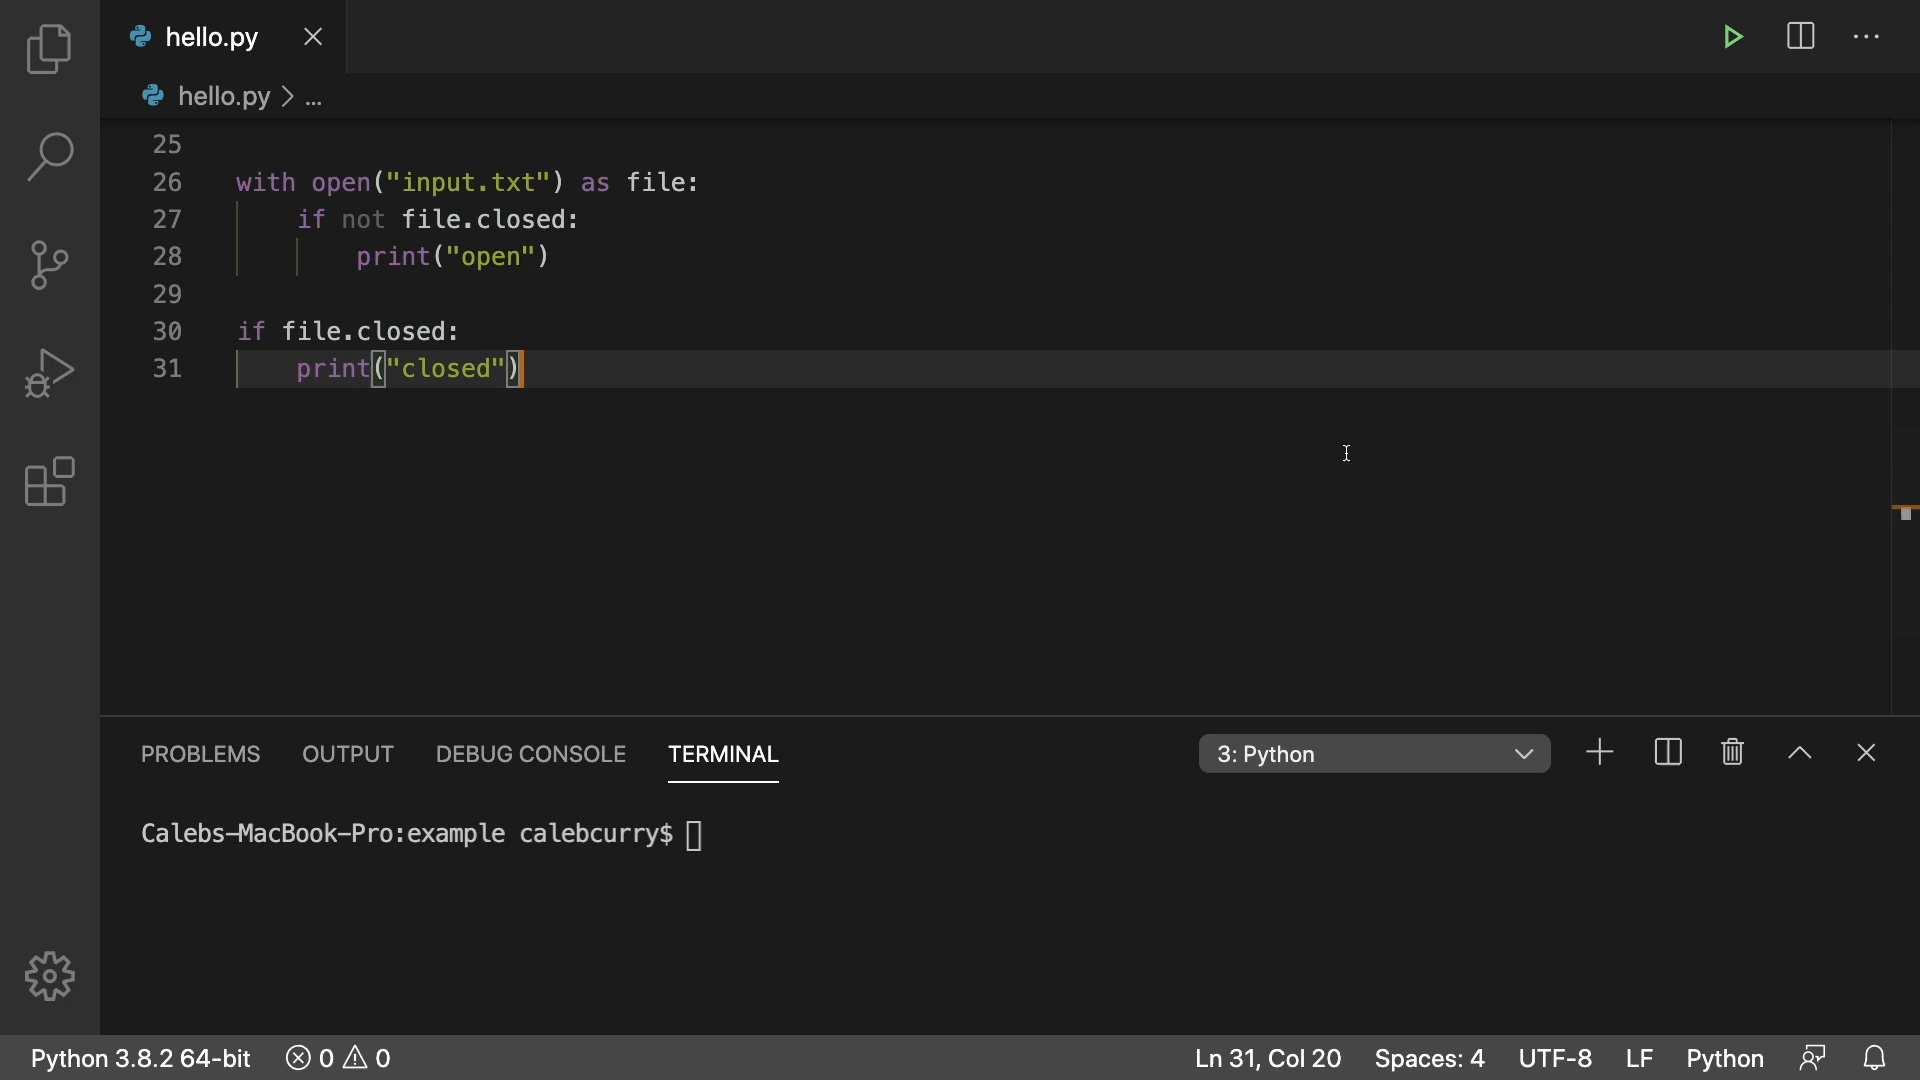 hello.py
hello.py > ...
25
26 with open("input.txt") as file:
27 if not file.closed:
28 print("open")
29
30 if file.closed:
31 print("closed")
PROBLEMS OUTPUT DEBUG CONSOLE TERMINAL 3: Python
Calebs-MacBook-Pro:example calebcurry$
Python 3.8.2 64-bit 0 0 Ln 31, Col 20 Spaces: 4 UTF-8 LF Python